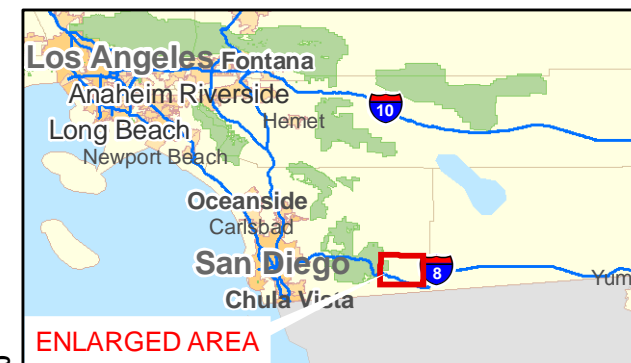 Los Angeles Fontana
Anaheim Riverside
10
Hemet
Long Beach
Newport Beach
Oceanside
Carlsbad
San Diego
8
Yum
Chula Vista
ENLARGED AREA